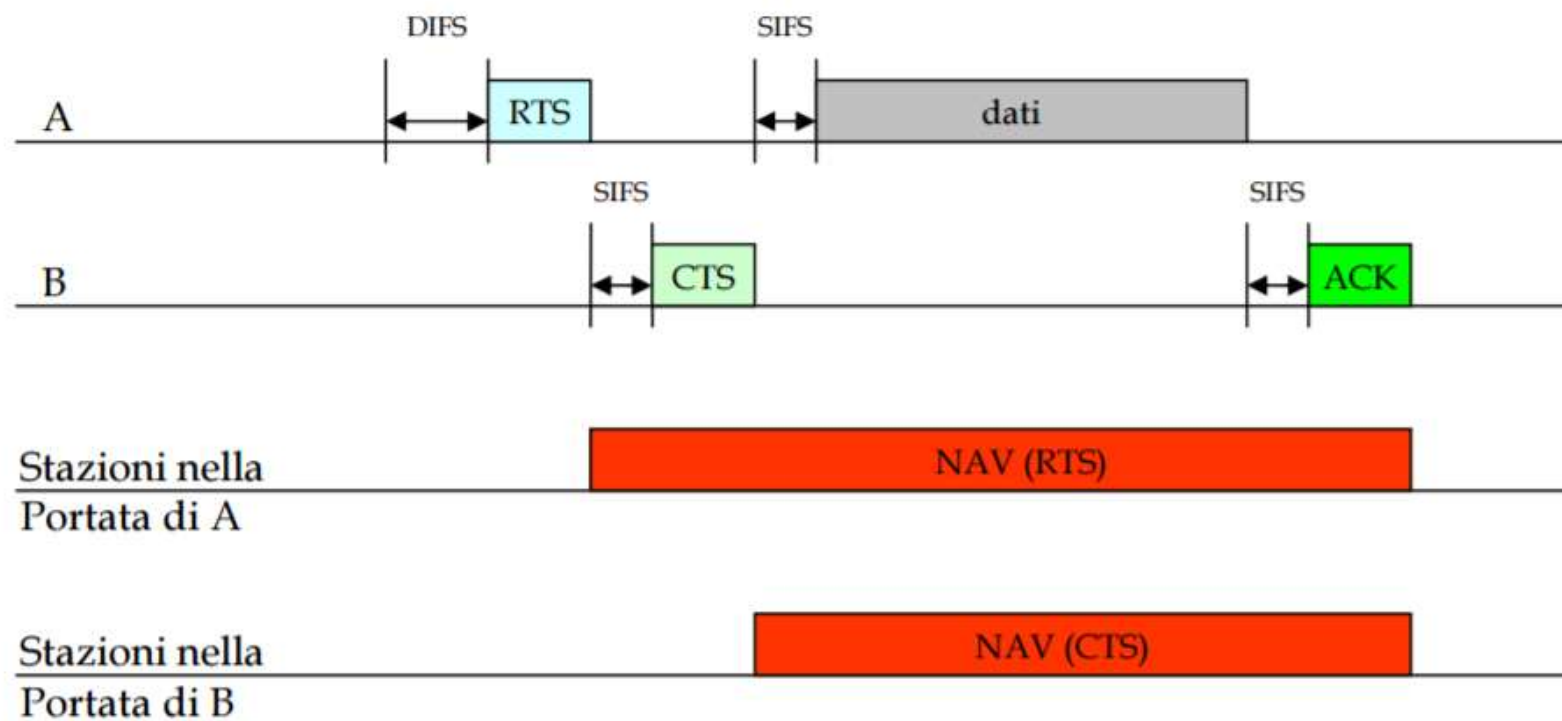 DIFS
SIFS
A
RTS
dati
SIFS
SIFS
B
CTS
ACK
Stazioni nella
Portata di A
NAV (RTS)
Stazioni nella
Portata di B
NAV (CTS)